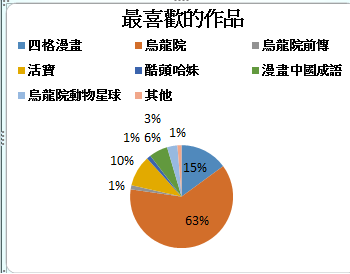 最喜歡的作品
四格漫畫 烏龍院 烏龍院前傳
活寶 酷頭哈妹 漫畫中國成語
烏龍院動物星球 其他
3%
1% 6% 1%
10% 15%
1%
63%